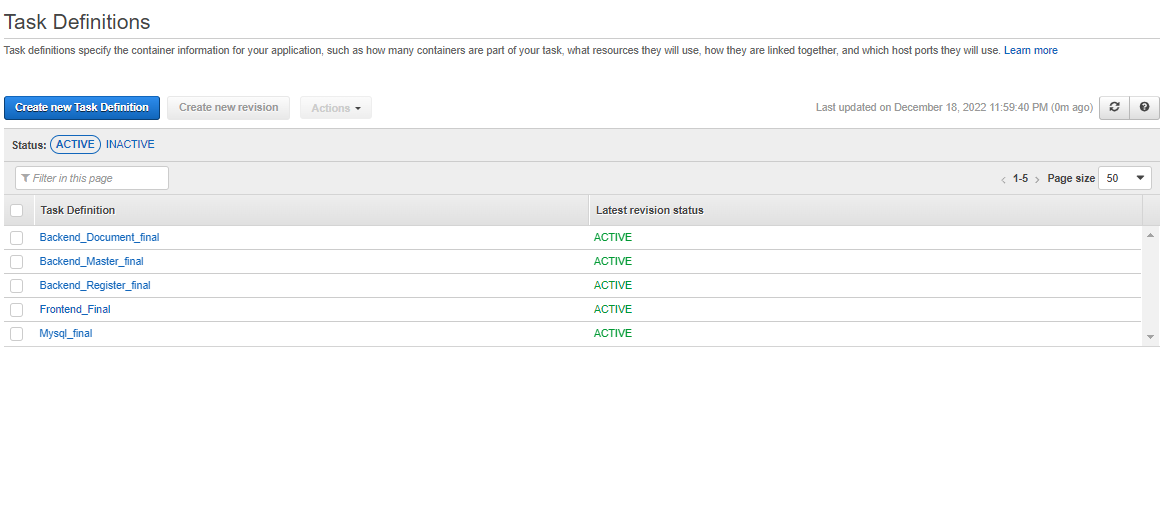 Task Definitions
Task definitions specify the container information for your application, such as how many containers are part of your task, what resources they will use, how they are linked together, and which host ports they will use. Learn more
Create new Task Definition Create new revision Actions Last updated on December 18, 2022 11:59:40 PM (0m ago)
Status: ACTIVE INACTIVE
Filter in this page 1-5 Page size 50
Task Definition Latest revision status
Backend_Document_final ACTIVE
Backend_Master_final ACTIVE
Backend_Register_final ACTIVE
Frontend_Final ACTIVE
Mysql_final ACTIVE